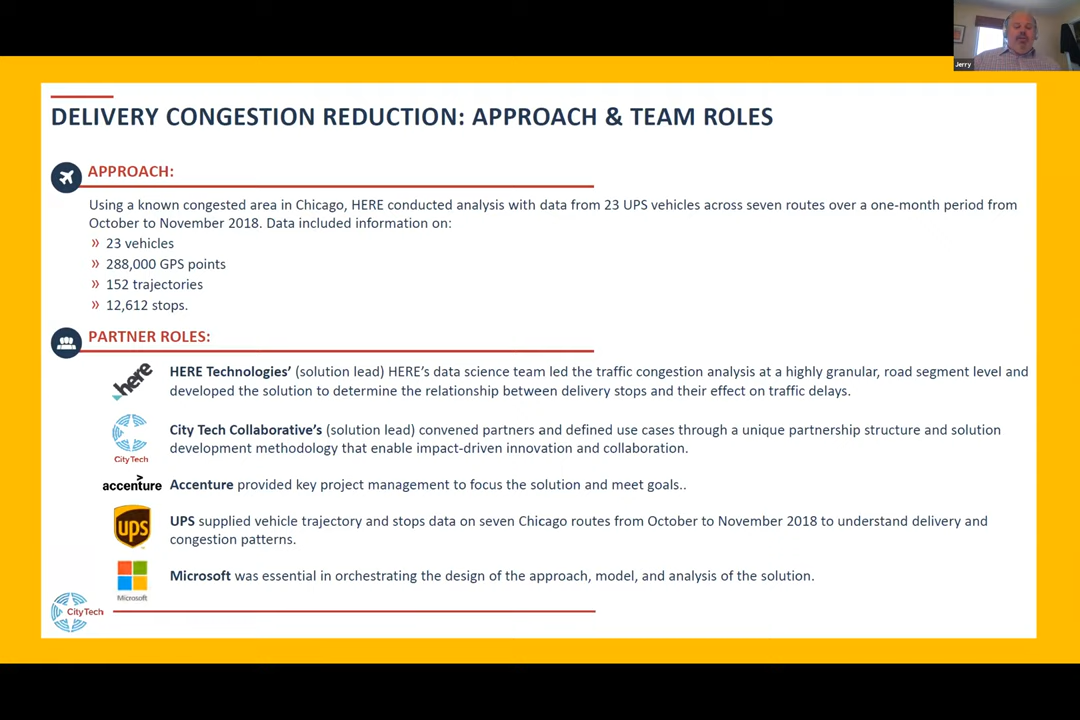 Jerry
DELIVERY CONGESTION REDUCTION: APPROACH & TEAM ROLES
APPROACH:
Using a known congested area in Chicago, HERE conducted analysis with data from 23 UPS vehicles across seven routes over a one-month period from
October to November 2018. Data included information on:
» 23 vehicles
» 288,000 GPS points
» 152 trajectories
» 12,612 stops.
PARTNER ROLES:
here
HERE Technologies’ (solution lead) HERE’s data science team led the traffic congestion analysis at a highly granular, road segment level and
developed the solution to determine the relationship between delivery stops and their effect on traffic delays.
City Tech
City Tech Collaborative’s (solution lead) convened partners and defined use cases through a unique partnership structure and solution
development methodology that enable impact-driven innovation and collaboration.
accenture
Accenture provided key project management to focus the solution and meet goals..
ups
UPS supplied vehicle trajectory and stops data on seven Chicago routes from October to November 2018 to understand delivery and
congestion patterns.
Microsoft
Microsoft was essential in orchestrating the design of the approach, model, and analysis of the solution.
City Tech